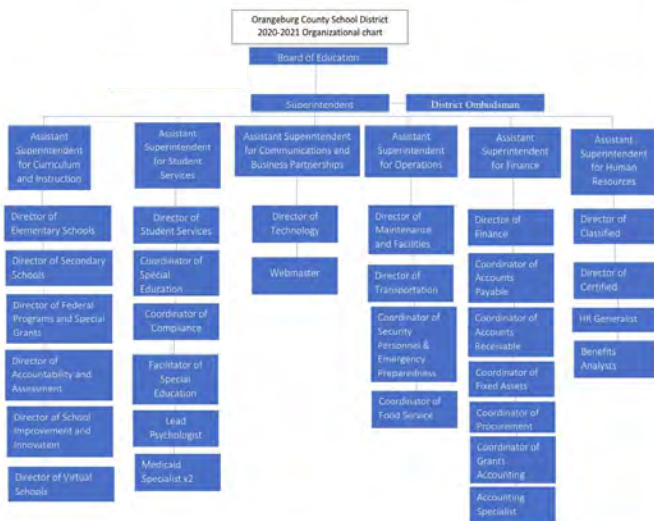 Orangeburg County School District
2020-2021 Organizational chart
Board of Education
Superintendent
District Ombudsman
Assistant
Superintendent
for Curriculum
and Instruction
Director of
Elementary Schools
Director of Secondary
Schools
Director of Federal
Programs and Special
Grants
Director of
Accountability and
Assessment
Director of School
Improvement and
Innovation
Director of Virtual
Schools
Assistant
Superintendent
for Student
Services
Director of
Student Services
Coordinator of
Special
Education
Coordinator of
Compliance
Facilitator of
Special
Education
Lead
Psychologist
Medicaid
Specialist x2
Assistant Superintendent
for Communications and
Business Partnerships
Director of
Technology
Webmaster
Assistant
Superintendent
for Operations
Director of
Maintenance
and Facilities
Director of
Transportation
Coordinator of
Security
Personnel &
Emergency
Preparedness
Coordinator of
Food Service
Assistant
Superintendent
for Finance
Director of
Finance
Coordinator of
Accounts
Payable
Coordinator of
Accounts
Receivable
Coordinator of
Fixed Assets
Coordinator of
Procurement
Coordinator of
Grants
Accounting
Accounting
Specialist
Assistant
Superintendent
for Human
Resources
Director of
Classified
Director of
Certified
HR Generalist
Benefits
Analysts